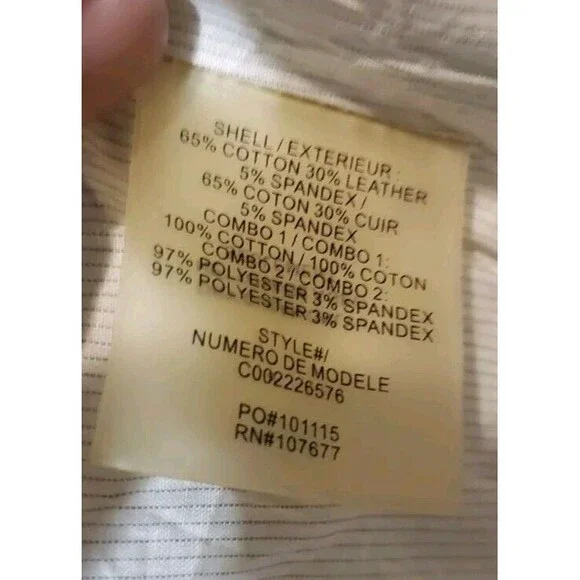 SHELL / EXTERIEUR :
65% COTTON 30% LEATHER
5% SPANDEX /
65% COTON 30% CUIR
5% SPANDEX
COMBO 1 / COMBO 1:
100% COTTON / 100% COTON
COMBO 2 / COMBO 2:
97% POLYESTER 3% SPANDEX
97% POLYESTER 3% SPANDEX
STYLE#/
NUMERO DE MODELE
C002226576
PO#101115
RN#107677